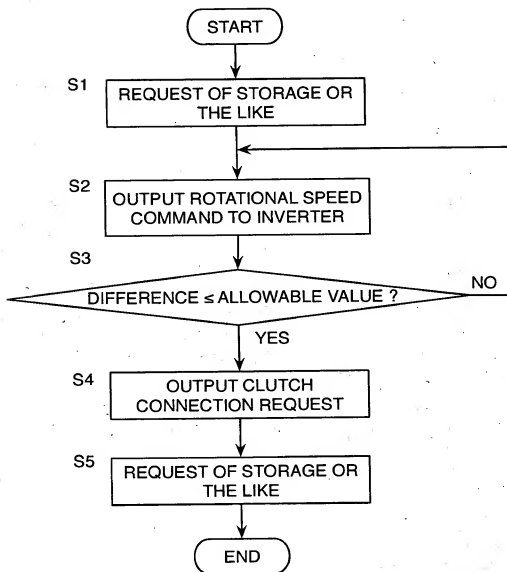 START
S1
REQUEST OF STORAGE OR
THE LIKE
S2
OUTPUT ROTATIONAL SPEED
COMMAND TO INVERTER
S3
DIFFERENCE ≤ ALLOWABLE VALUE ?
NO
YES
S4
OUTPUT CLUTCH
CONNECTION REQUEST
S5
REQUEST OF STORAGE OR
THE LIKE
END